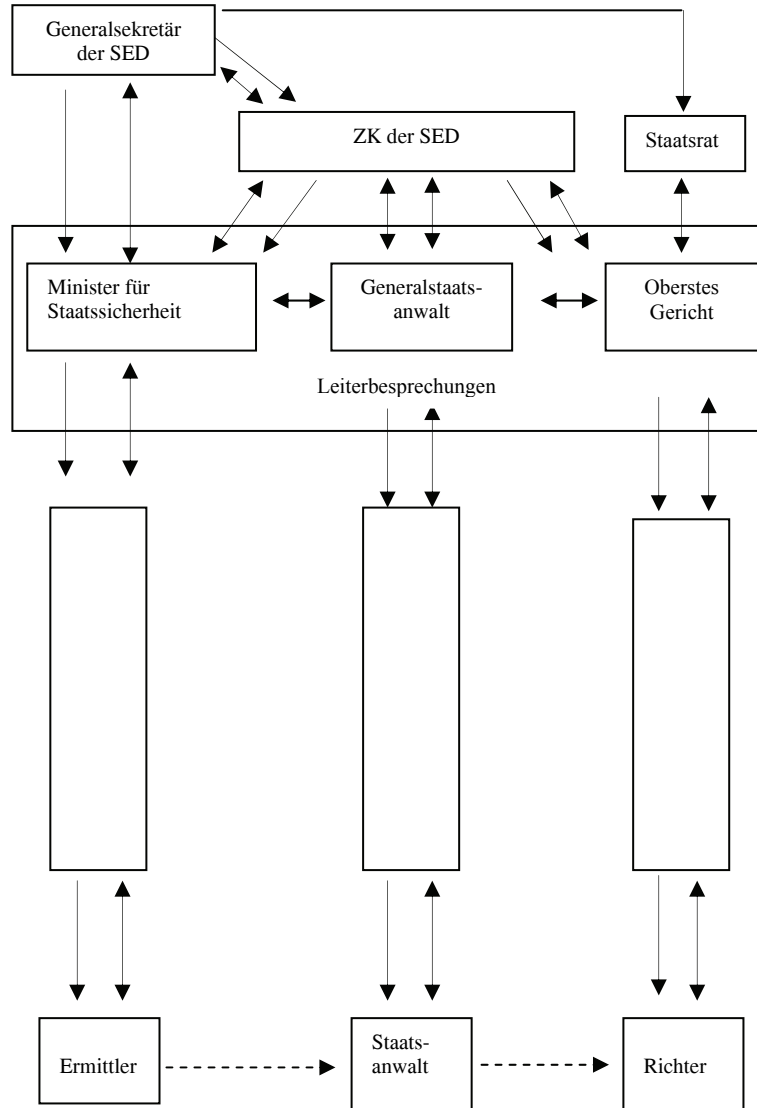 Generalsekretär
der SED
ZK der SED
Staatsrat
Minister für
Staatssicherheit
Generalstaats-
anwalt
Oberstes
Gericht
Leiterbesprechungen
Ermittler
Staats-
anwalt
Richter